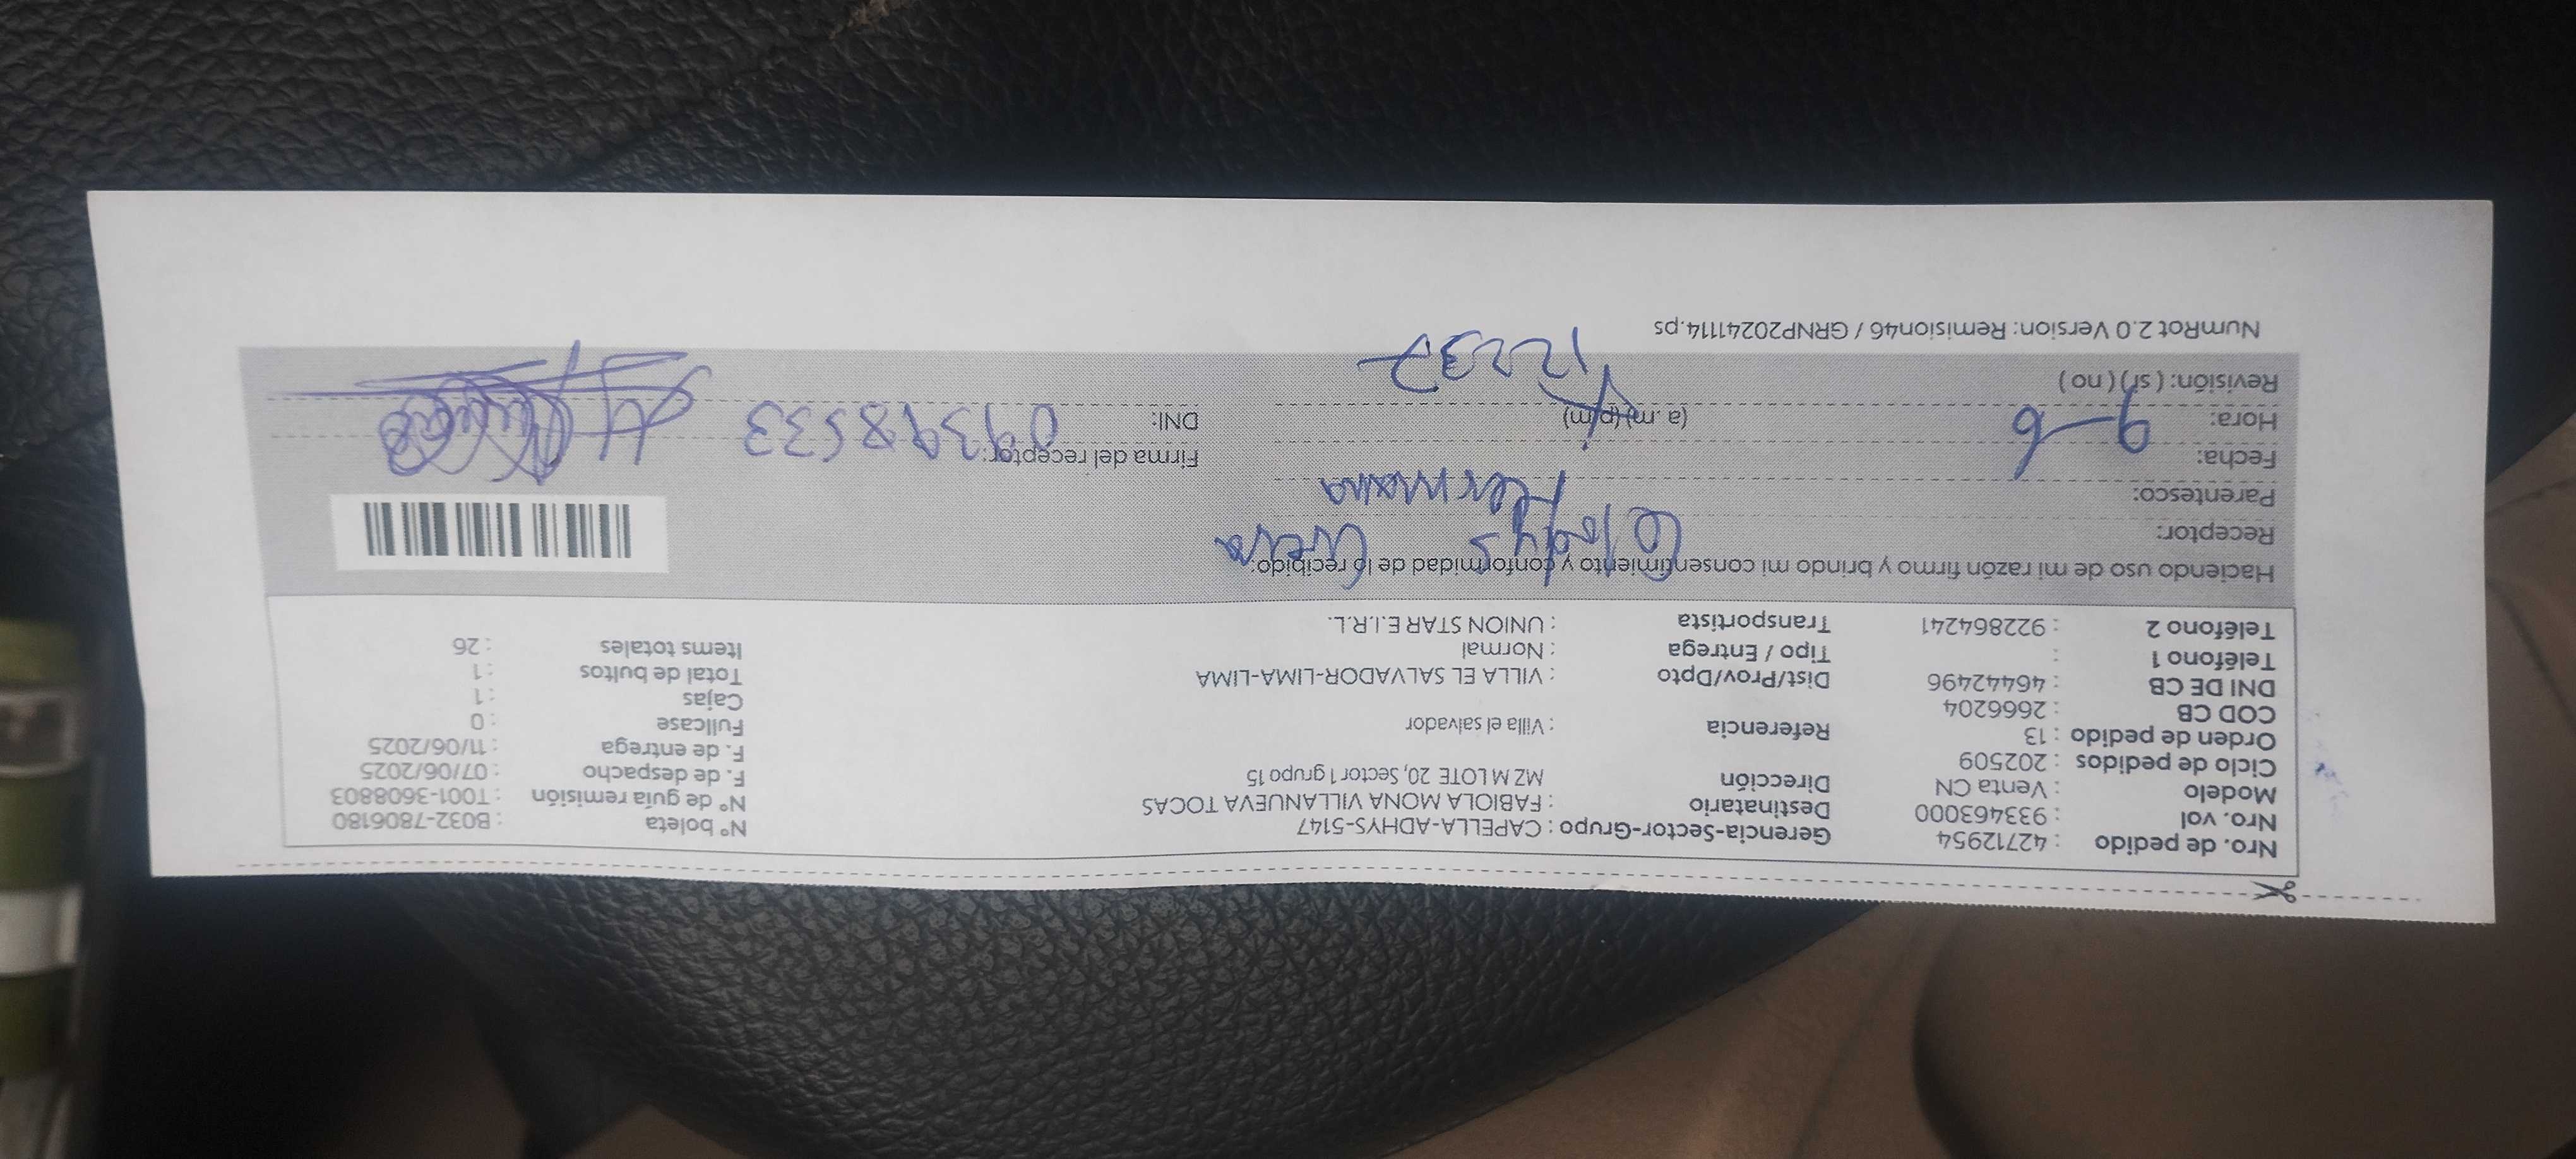 Nro. de pedido : 42712954 Gerencia-Sector-Grupo : CAPELLA-ADHYS-5147 Nº boleta : B032-7806180
Nro. vol : 933463000 Destinatario : FABIOLA MONA VILLANUEVA TOCAS Nº de guía remisión : T001-3608803
Modelo : Venta CN Dirección MZ M LOTE 20, Sector 1 grupo 15 F. de despacho : 07/06/2025
Ciclo de pedidos : 202509 F. de entrega : 11/06/2025
Orden de pedido : 13 Referencia : Villa el salvador Fullcase : 0
COD CB : 2666204 Cajas : 1
DNI DE CB : 46442496 Dist/Prov/Dpto : VILLA EL SALVADOR-LIMA-LIMA Total de bultos : 1
Teléfono 1 : Tipo / Entrega : Normal Items totales : 26
Teléfono 2 : 922864241 Transportista : UNION STAR E.I.R.L.
Haciendo uso de mi razón firmo y brindo mi consentimiento y conformidad de lo recibido:
Receptor:
Parentesco: Hermana
Fecha: 9-6 Firma del receptor:
Hora: (a. m) (p/m) DNI: 09398533
Revisión: ( sí ) ( no ) 12237
NumRot 2.0 Version: Remision46 / GRNP20241114.ps